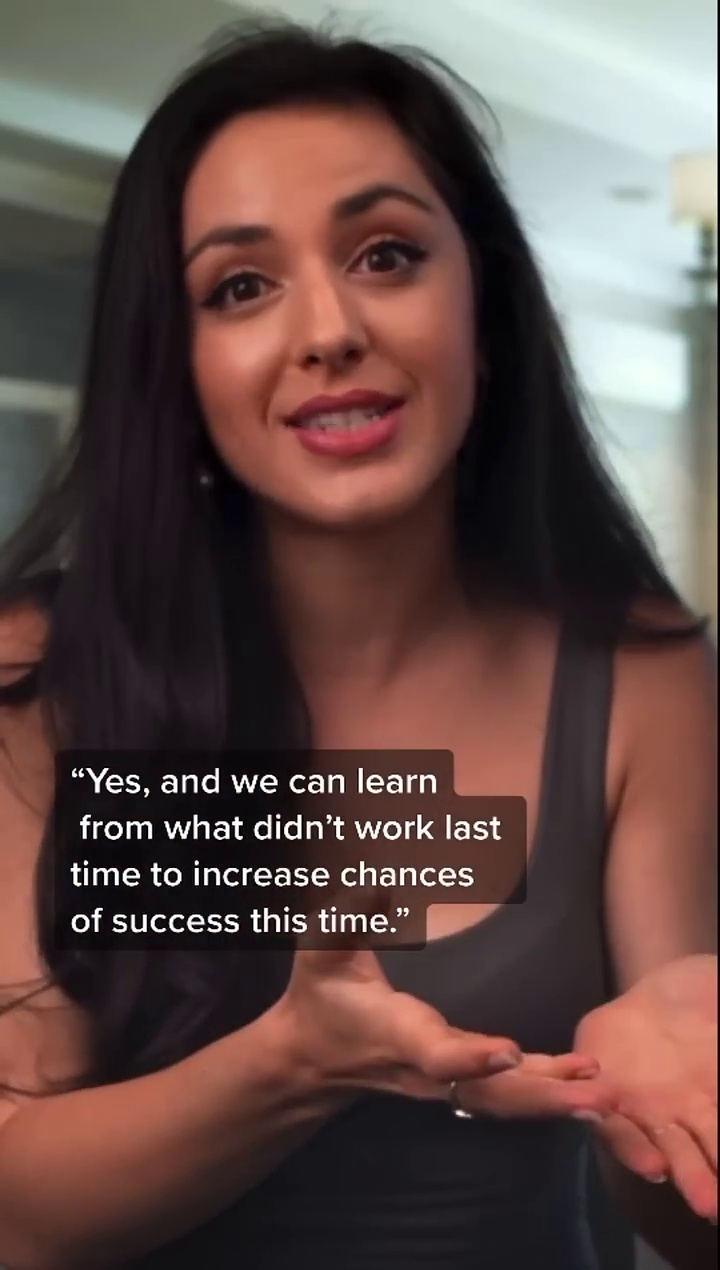 “Yes, and we can learn
from what didn’t work last
time to increase chances
of success this time.”